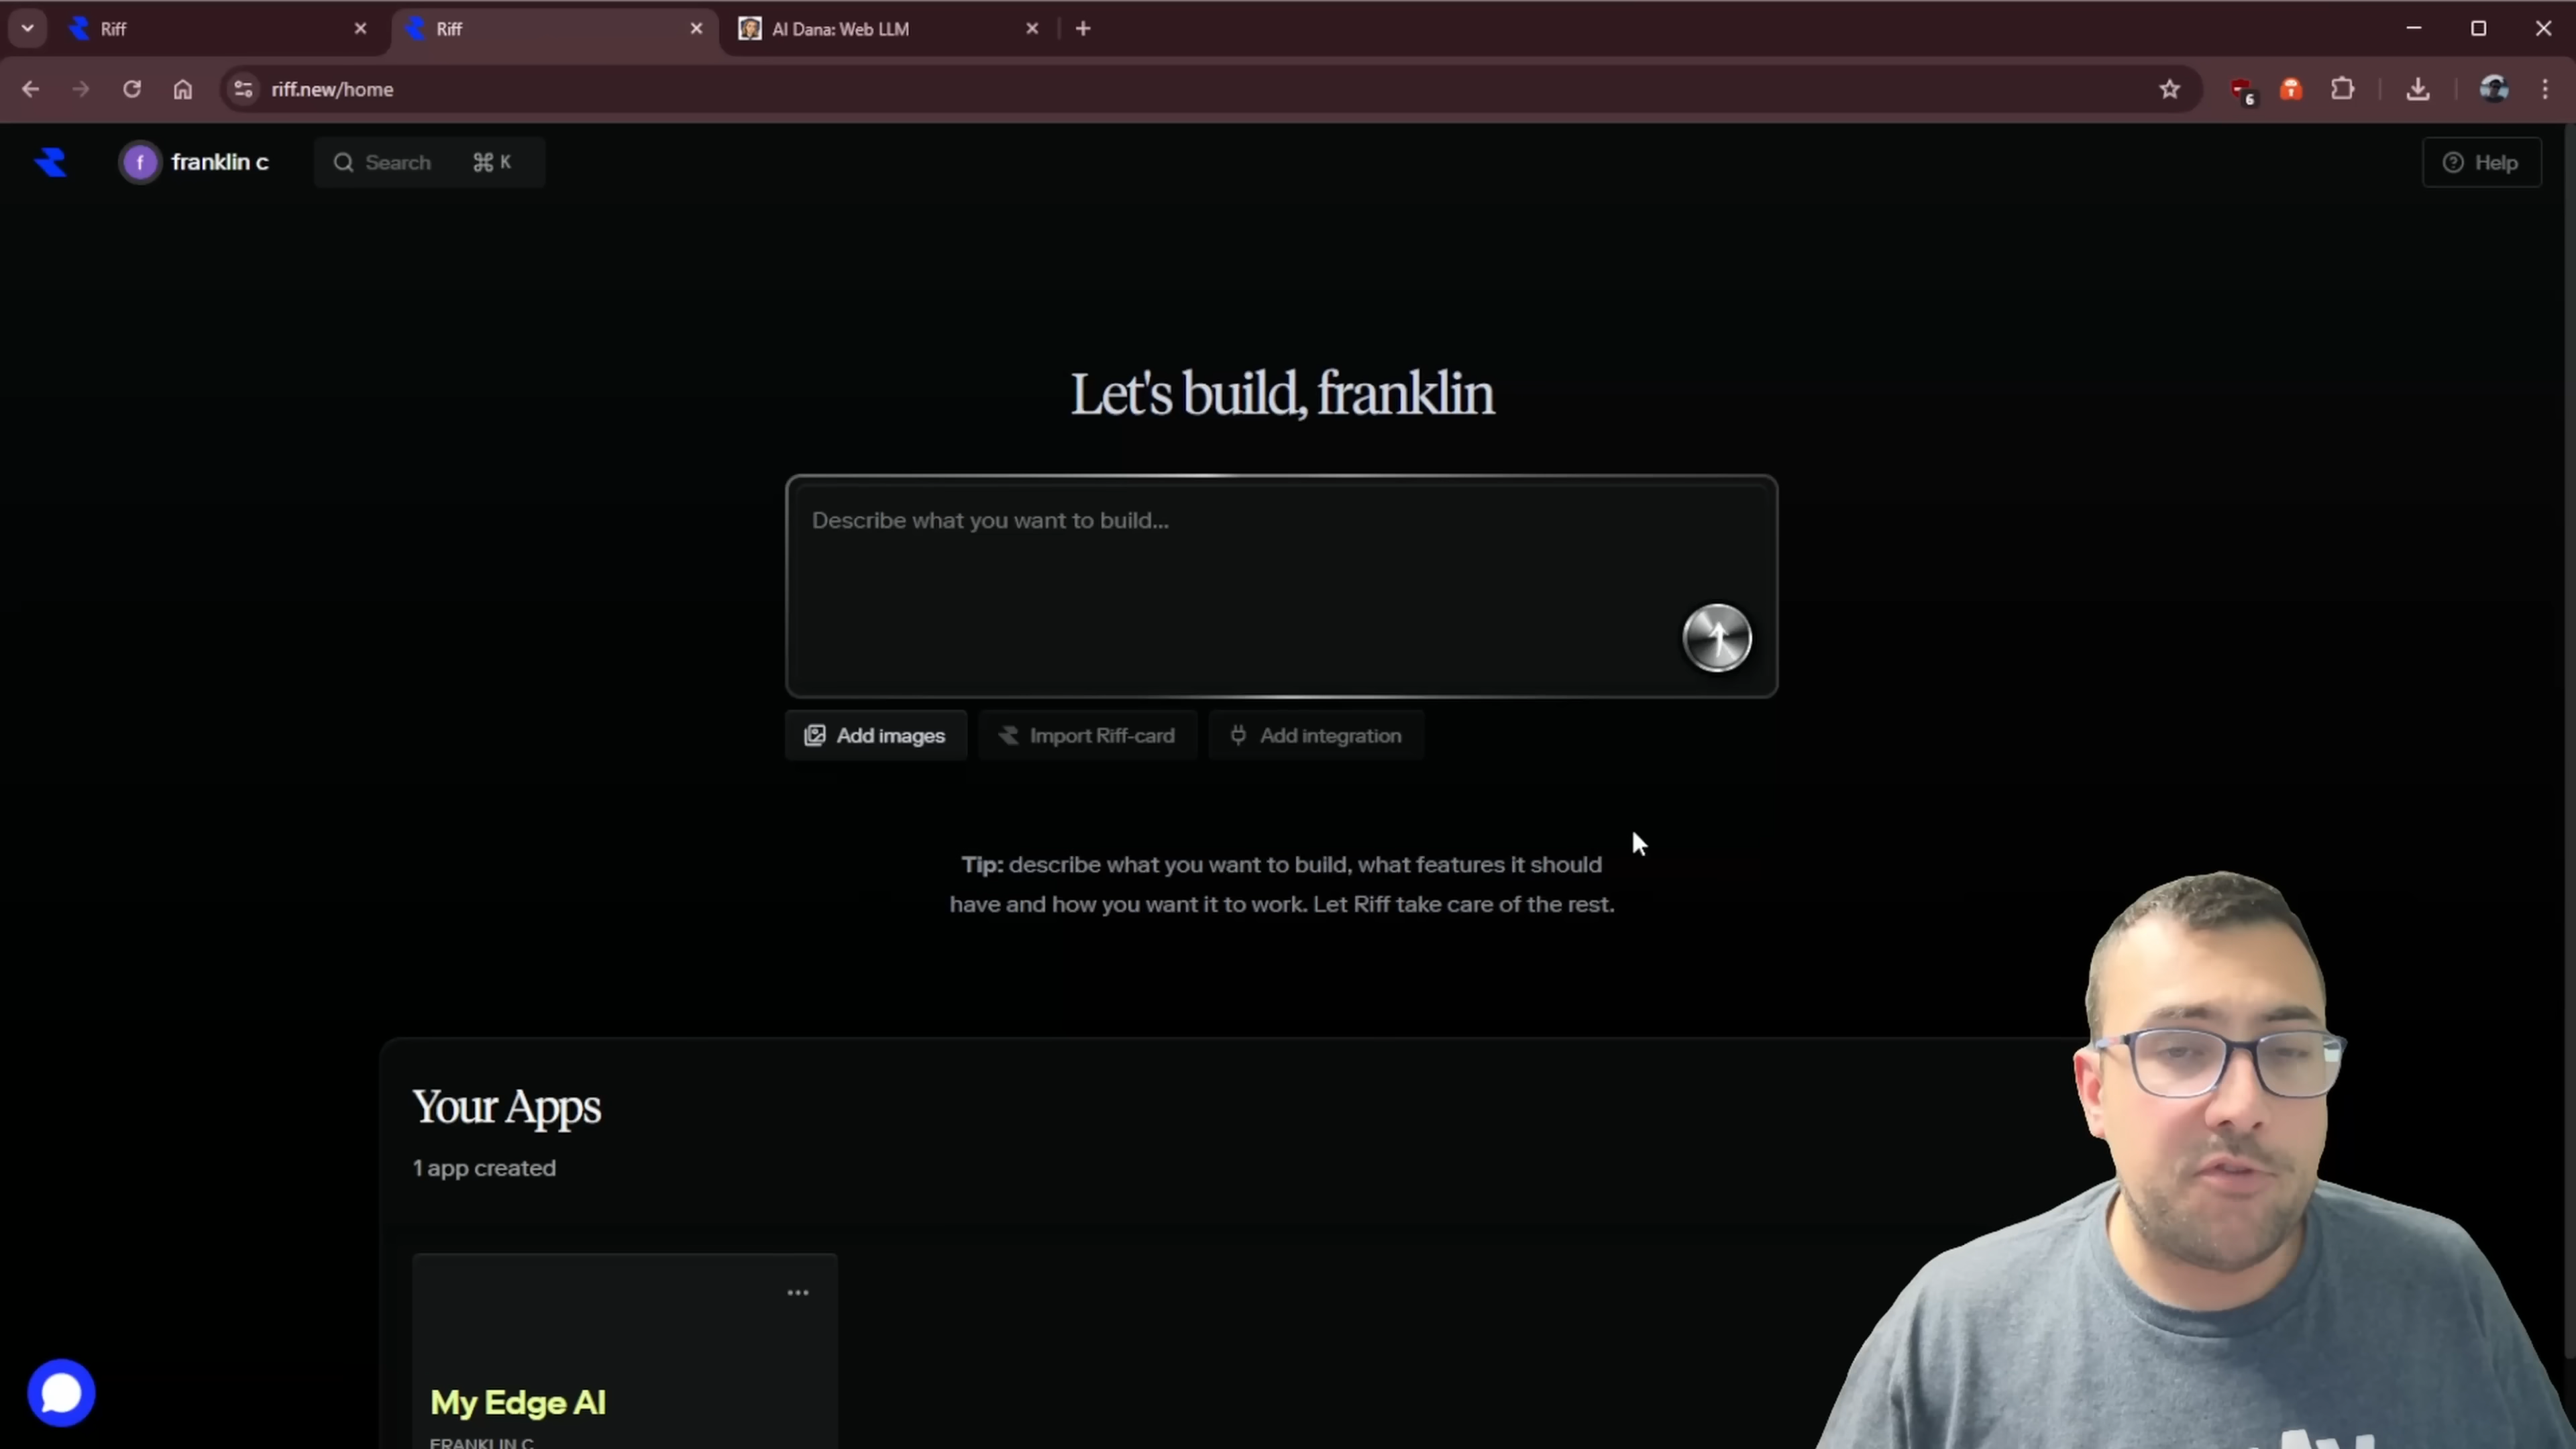 Riff
Riff
AI Dana: Web LLM
riff.new/home
6
f
franklin c
Search
⌘ K
Help
Let's build, franklin
Describe what you want to build...
Add images
Import Riff-card
Add integration
Tip: describe what you want to build, what features it should
have and how you want it to work. Let Riff take care of the rest.
Your Apps
1 app created
My Edge AI
FRANKLIN C